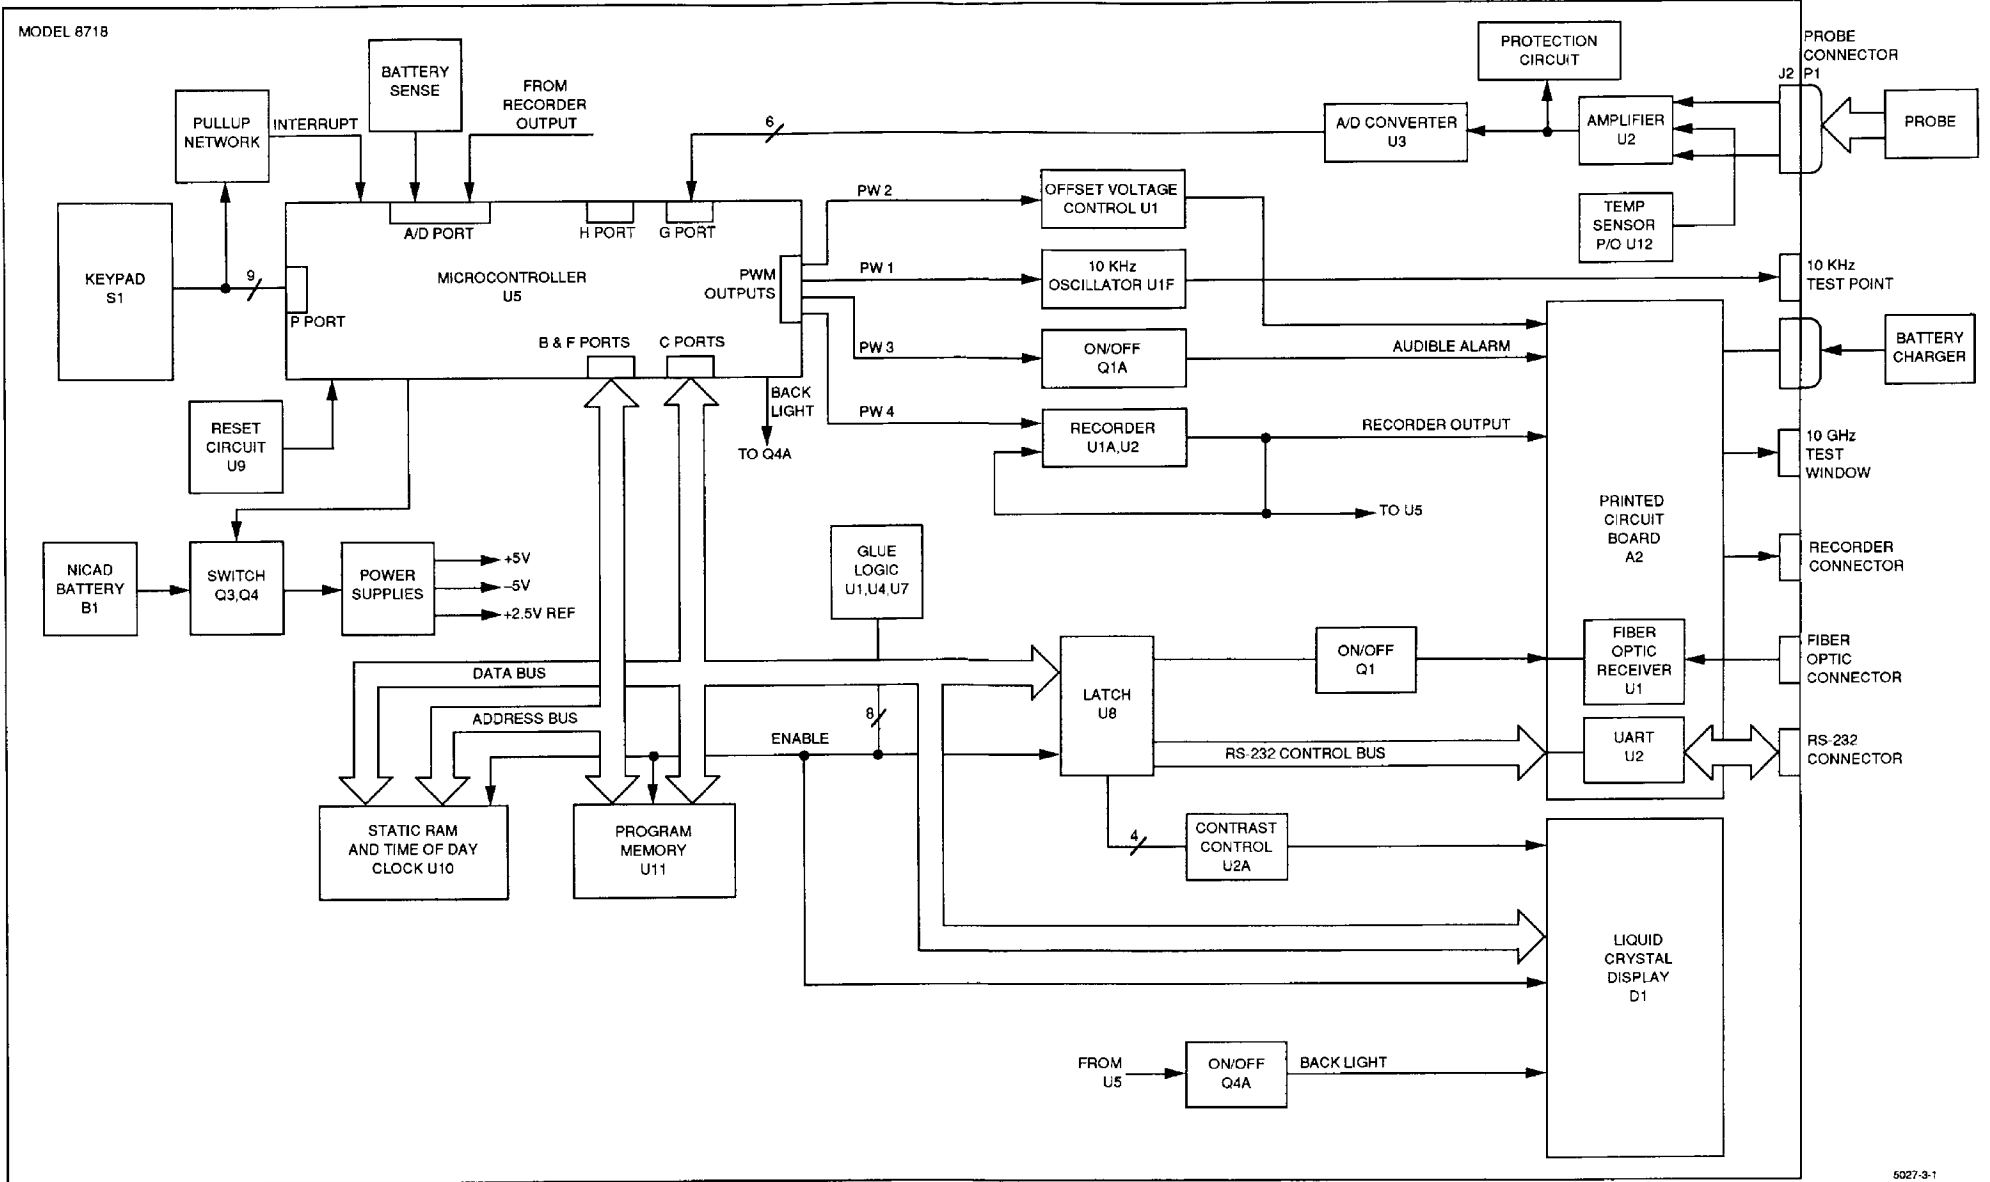 MODEL 8718
PROBE
CONNECTOR
J2 P1
PROTECTION
CIRCUIT
BATTERY
SENSE
FROM
RECORDER
OUTPUT
PULLUP
NETWORK
INTERRUPT
6
A/D CONVERTER
U3
AMPLIFIER
U2
PROBE
TEMP
SENSOR
P/O U12
KEYPAD
S1
9
P PORT
A/D PORT
H PORT
G PORT
MICROCONTROLLER
U5
PWM
OUTPUTS
B & F PORTS
C PORTS
PW 2
OFFSET VOLTAGE
CONTROL U1
PW 1
10 KHz
OSCILLATOR U1F
10 KHz
TEST POINT
PW 3
ON/OFF
Q1A
AUDIBLE ALARM
BATTERY
CHARGER
PW 4
RECORDER
U1A,U2
RECORDER OUTPUT
TO U5
BACK
LIGHT
TO Q4A
RESET
CIRCUIT
U9
10 GHz
TEST
WINDOW
PRINTED
CIRCUIT
BOARD
A2
RECORDER
CONNECTOR
NICAD
BATTERY
B1
SWITCH
Q3,Q4
POWER
SUPPLIES
+5V
–5V
+2.5V REF
GLUE
LOGIC
U1,U4,U7
DATA BUS
ADDRESS BUS
8
ENABLE
LATCH
U8
ON/OFF
Q1
FIBER
OPTIC
RECEIVER
U1
FIBER
OPTIC
CONNECTOR
RS-232 CONTROL BUS
UART
U2
RS-232
CONNECTOR
STATIC RAM
AND TIME OF DAY
CLOCK U10
PROGRAM
MEMORY
U11
4
CONTRAST
CONTROL
U2A
LIQUID
CRYSTAL
DISPLAY
D1
FROM
U5
ON/OFF
Q4A
BACK LIGHT
5027-3-1